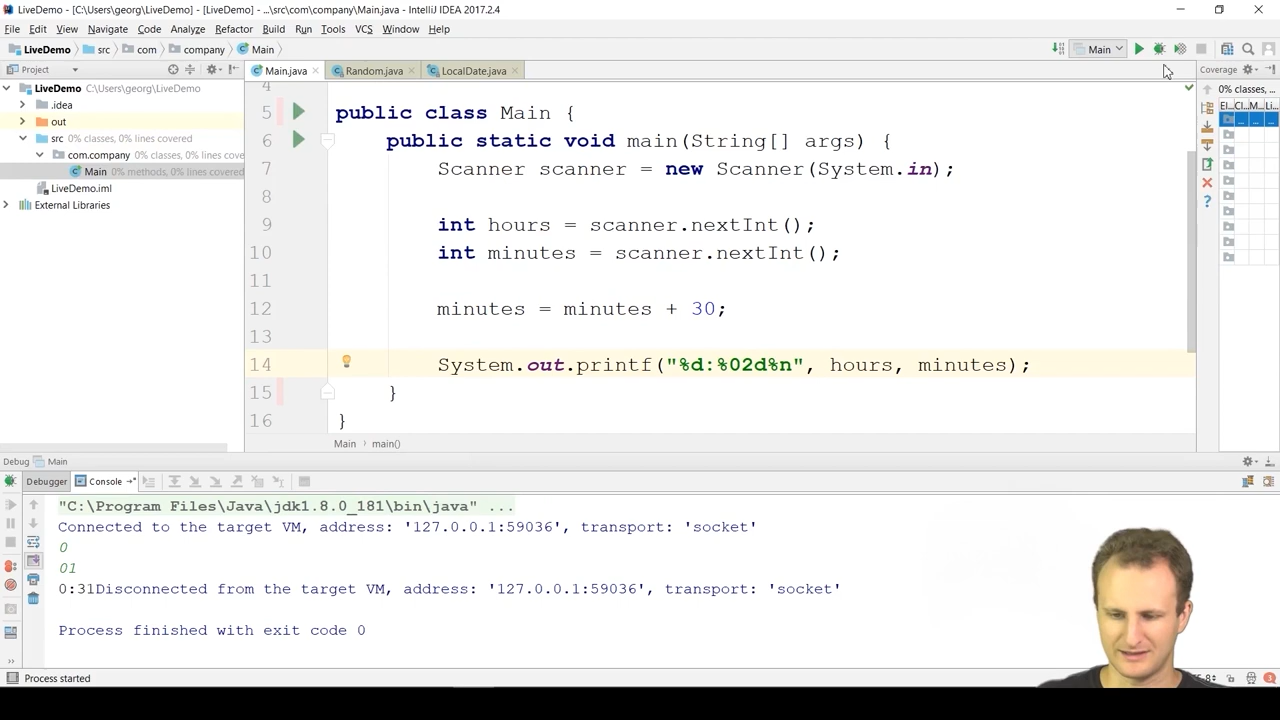 LiveDemo - [C:\Users\georg\LiveDemo] - [LiveDemo] - ...\src\com\company\Main.java - IntelliJ IDEA 2017.2.4
File Edit View Navigate Code Analyze Refactor Build Run Tools VCS Window Help
LiveDemo src com company Main Main
Project Main.java Random.java LocalDate.java Coverage
LiveDemo C:\Users\georg\LiveDemo 0% classes, ...
.idea
out
src 0% classes, 0% lines covered
com.company 0% classes, 0% lines cove
Main 0% methods, 0% lines covered
LiveDemo.iml
External Libraries
4
5 public class Main {
6 public static void main(String[] args) {
7 Scanner scanner = new Scanner(System.in);
8
9 int hours = scanner.nextInt();
10 int minutes = scanner.nextInt();
11
12 minutes = minutes + 30;
13
14 System.out.printf("%d:%02d%n", hours, minutes);
15 }
16 }
Main main()
Debug Main
Debugger Console
"C:\Program Files\Java\jdk1.8.0_181\bin\java" ...
Connected to the target VM, address: '127.0.0.1:59036', transport: 'socket'
0
01
0:31Disconnected from the target VM, address: '127.0.0.1:59036', transport: 'socket'
Process finished with exit code 0
Process started